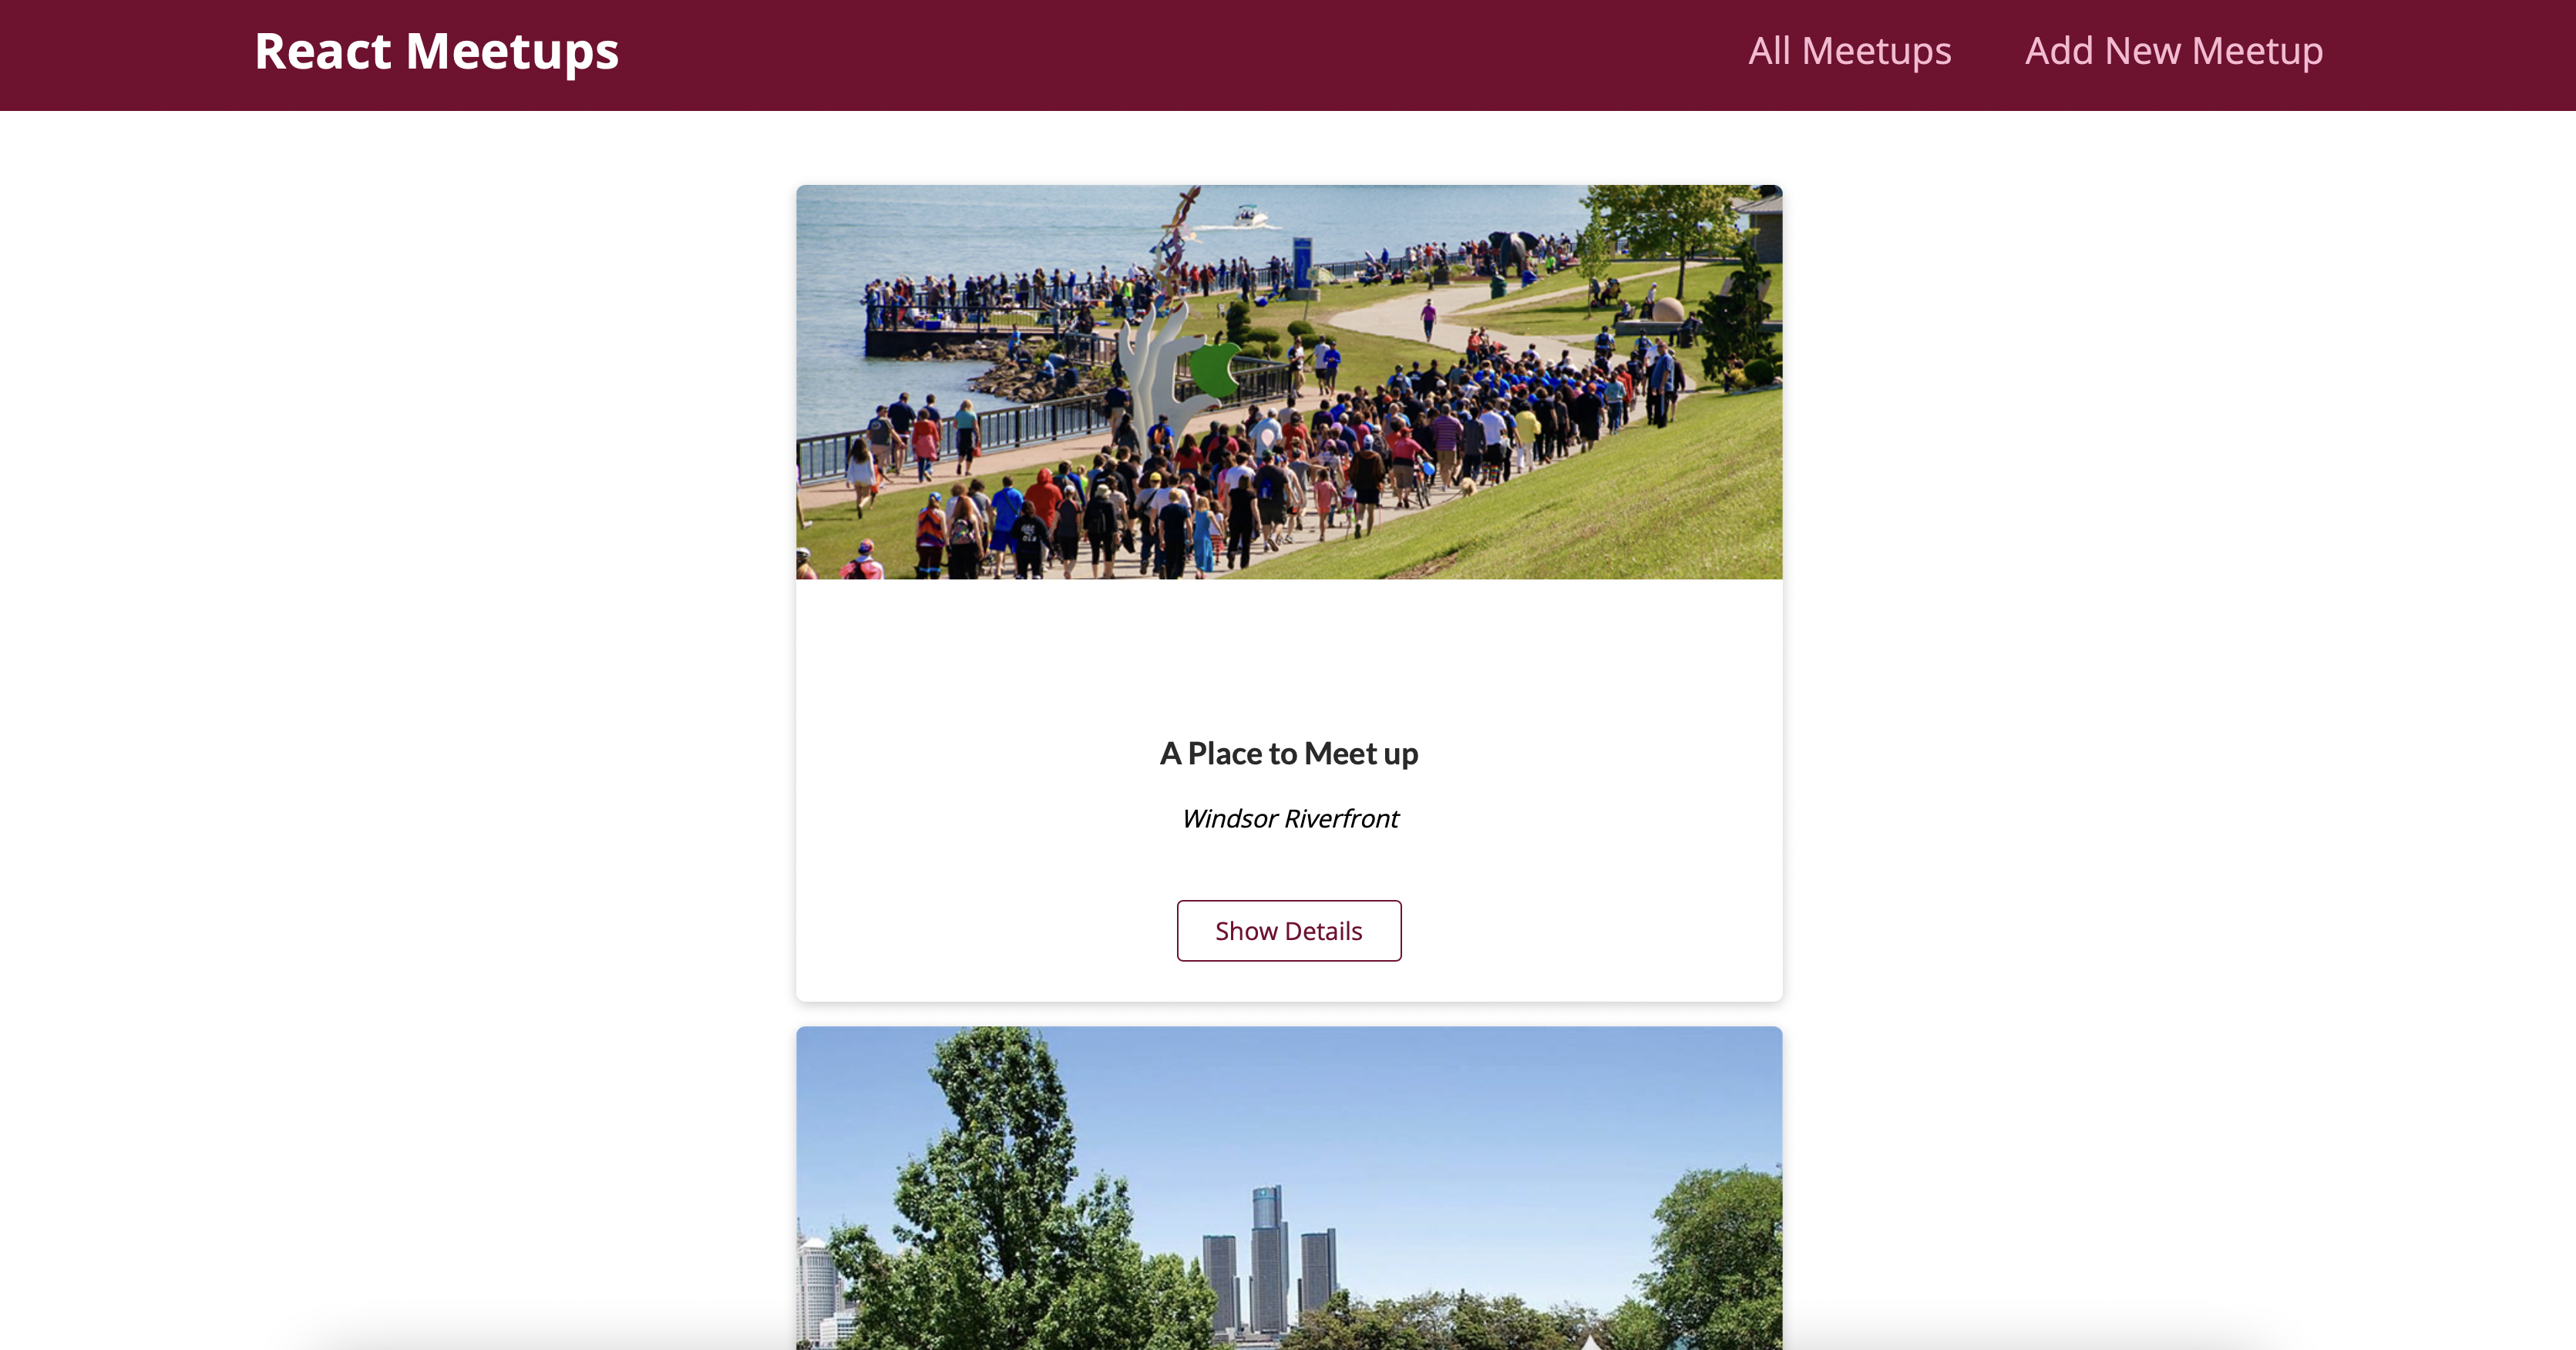 React Meetups
All Meetups
Add New Meetup
A Place to Meet up
Windsor Riverfront
Show Details